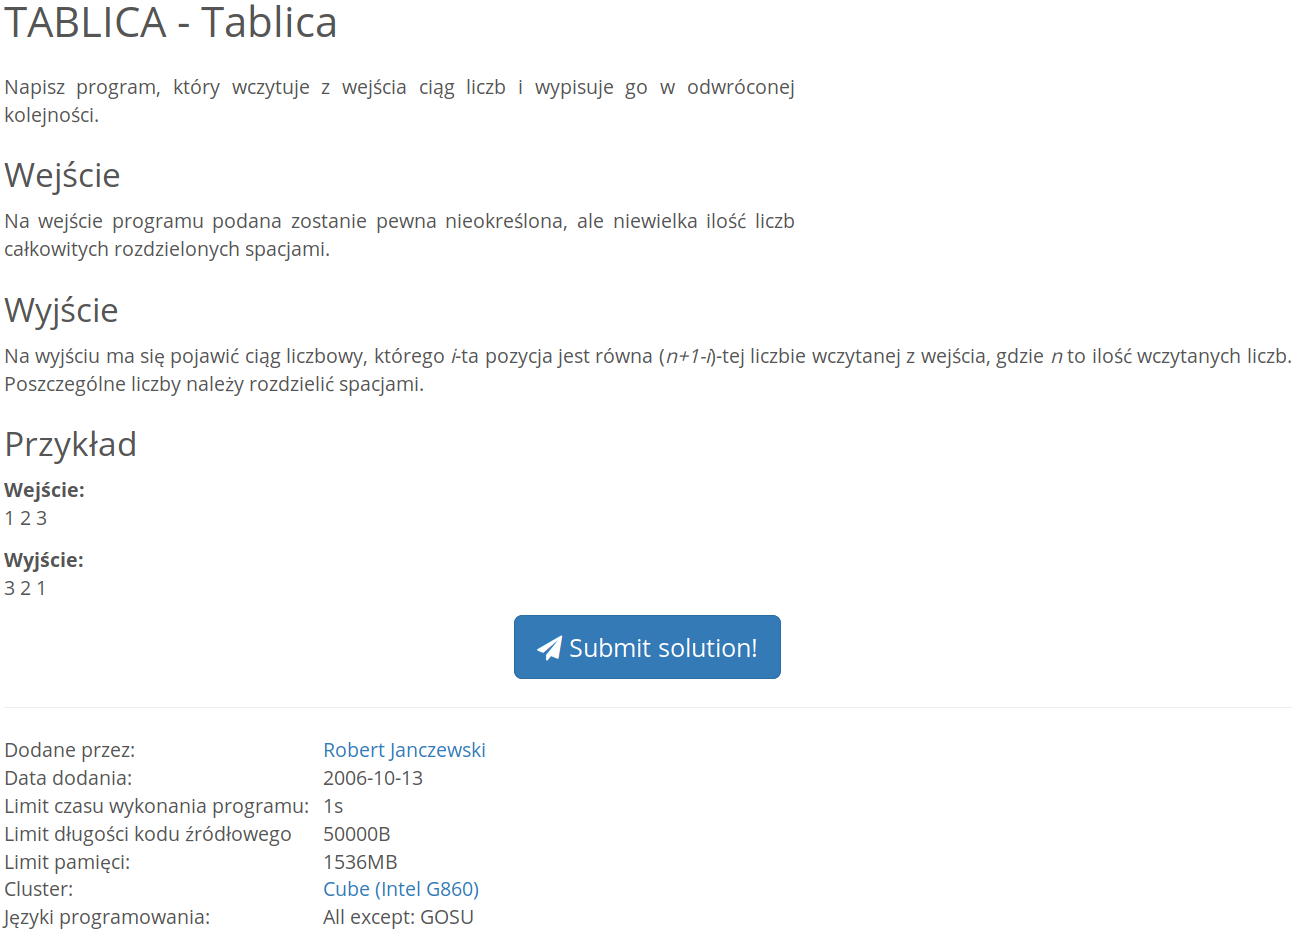 TABLICA - Tablica
Napisz program, który wczytuje z wejścia ciąg liczb i wypisuje go w odwróconej
kolejności.
Wejście
Na wejście programu podana zostanie pewna nieokreślona, ale niewielka ilość liczb
całkowitych rozdzielonych spacjami.
Wyjście
Na wyjściu ma się pojawić ciąg liczbowy, którego i-ta pozycja jest równa (n+1-i)-tej liczbie wczytanej z wejścia, gdzie n to ilość wczytanych liczb.
Poszczególne liczby należy rozdzielić spacjami.
Przykład
Wejście:
1 2 3
Wyjście:
3 2 1
Submit solution!
Dodane przez: Robert Janczewski
Data dodania: 2006-10-13
Limit czasu wykonania programu: 1s
Limit długości kodu źródłowego 50000B
Limit pamięci: 1536MB
Cluster: Cube (Intel G860)
Języki programowania: All except: GOSU